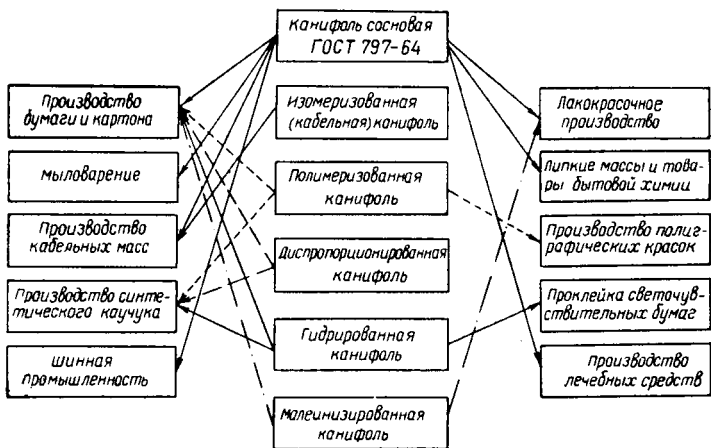 Канифоль сосновая
ГОСТ 797-64
Производство
бумаги и картона
Мыловарение
Производство
кабельных масс
Производство синте-
тического каучука
Шинная
промышленность
Изомеризованная
(кабельная) канифоль
Полимеризованная
канифоль
Диспропорционированная
канифоль
Гидрированная
канифоль
Малеинизированная
канифоль
Лакокрасочное
производство
Липкие массы и това-
ры бытовой химии
Производство полиг-
рафических красок
Проклейка светочув-
ствительных бумаг
Производство
лечебных средств